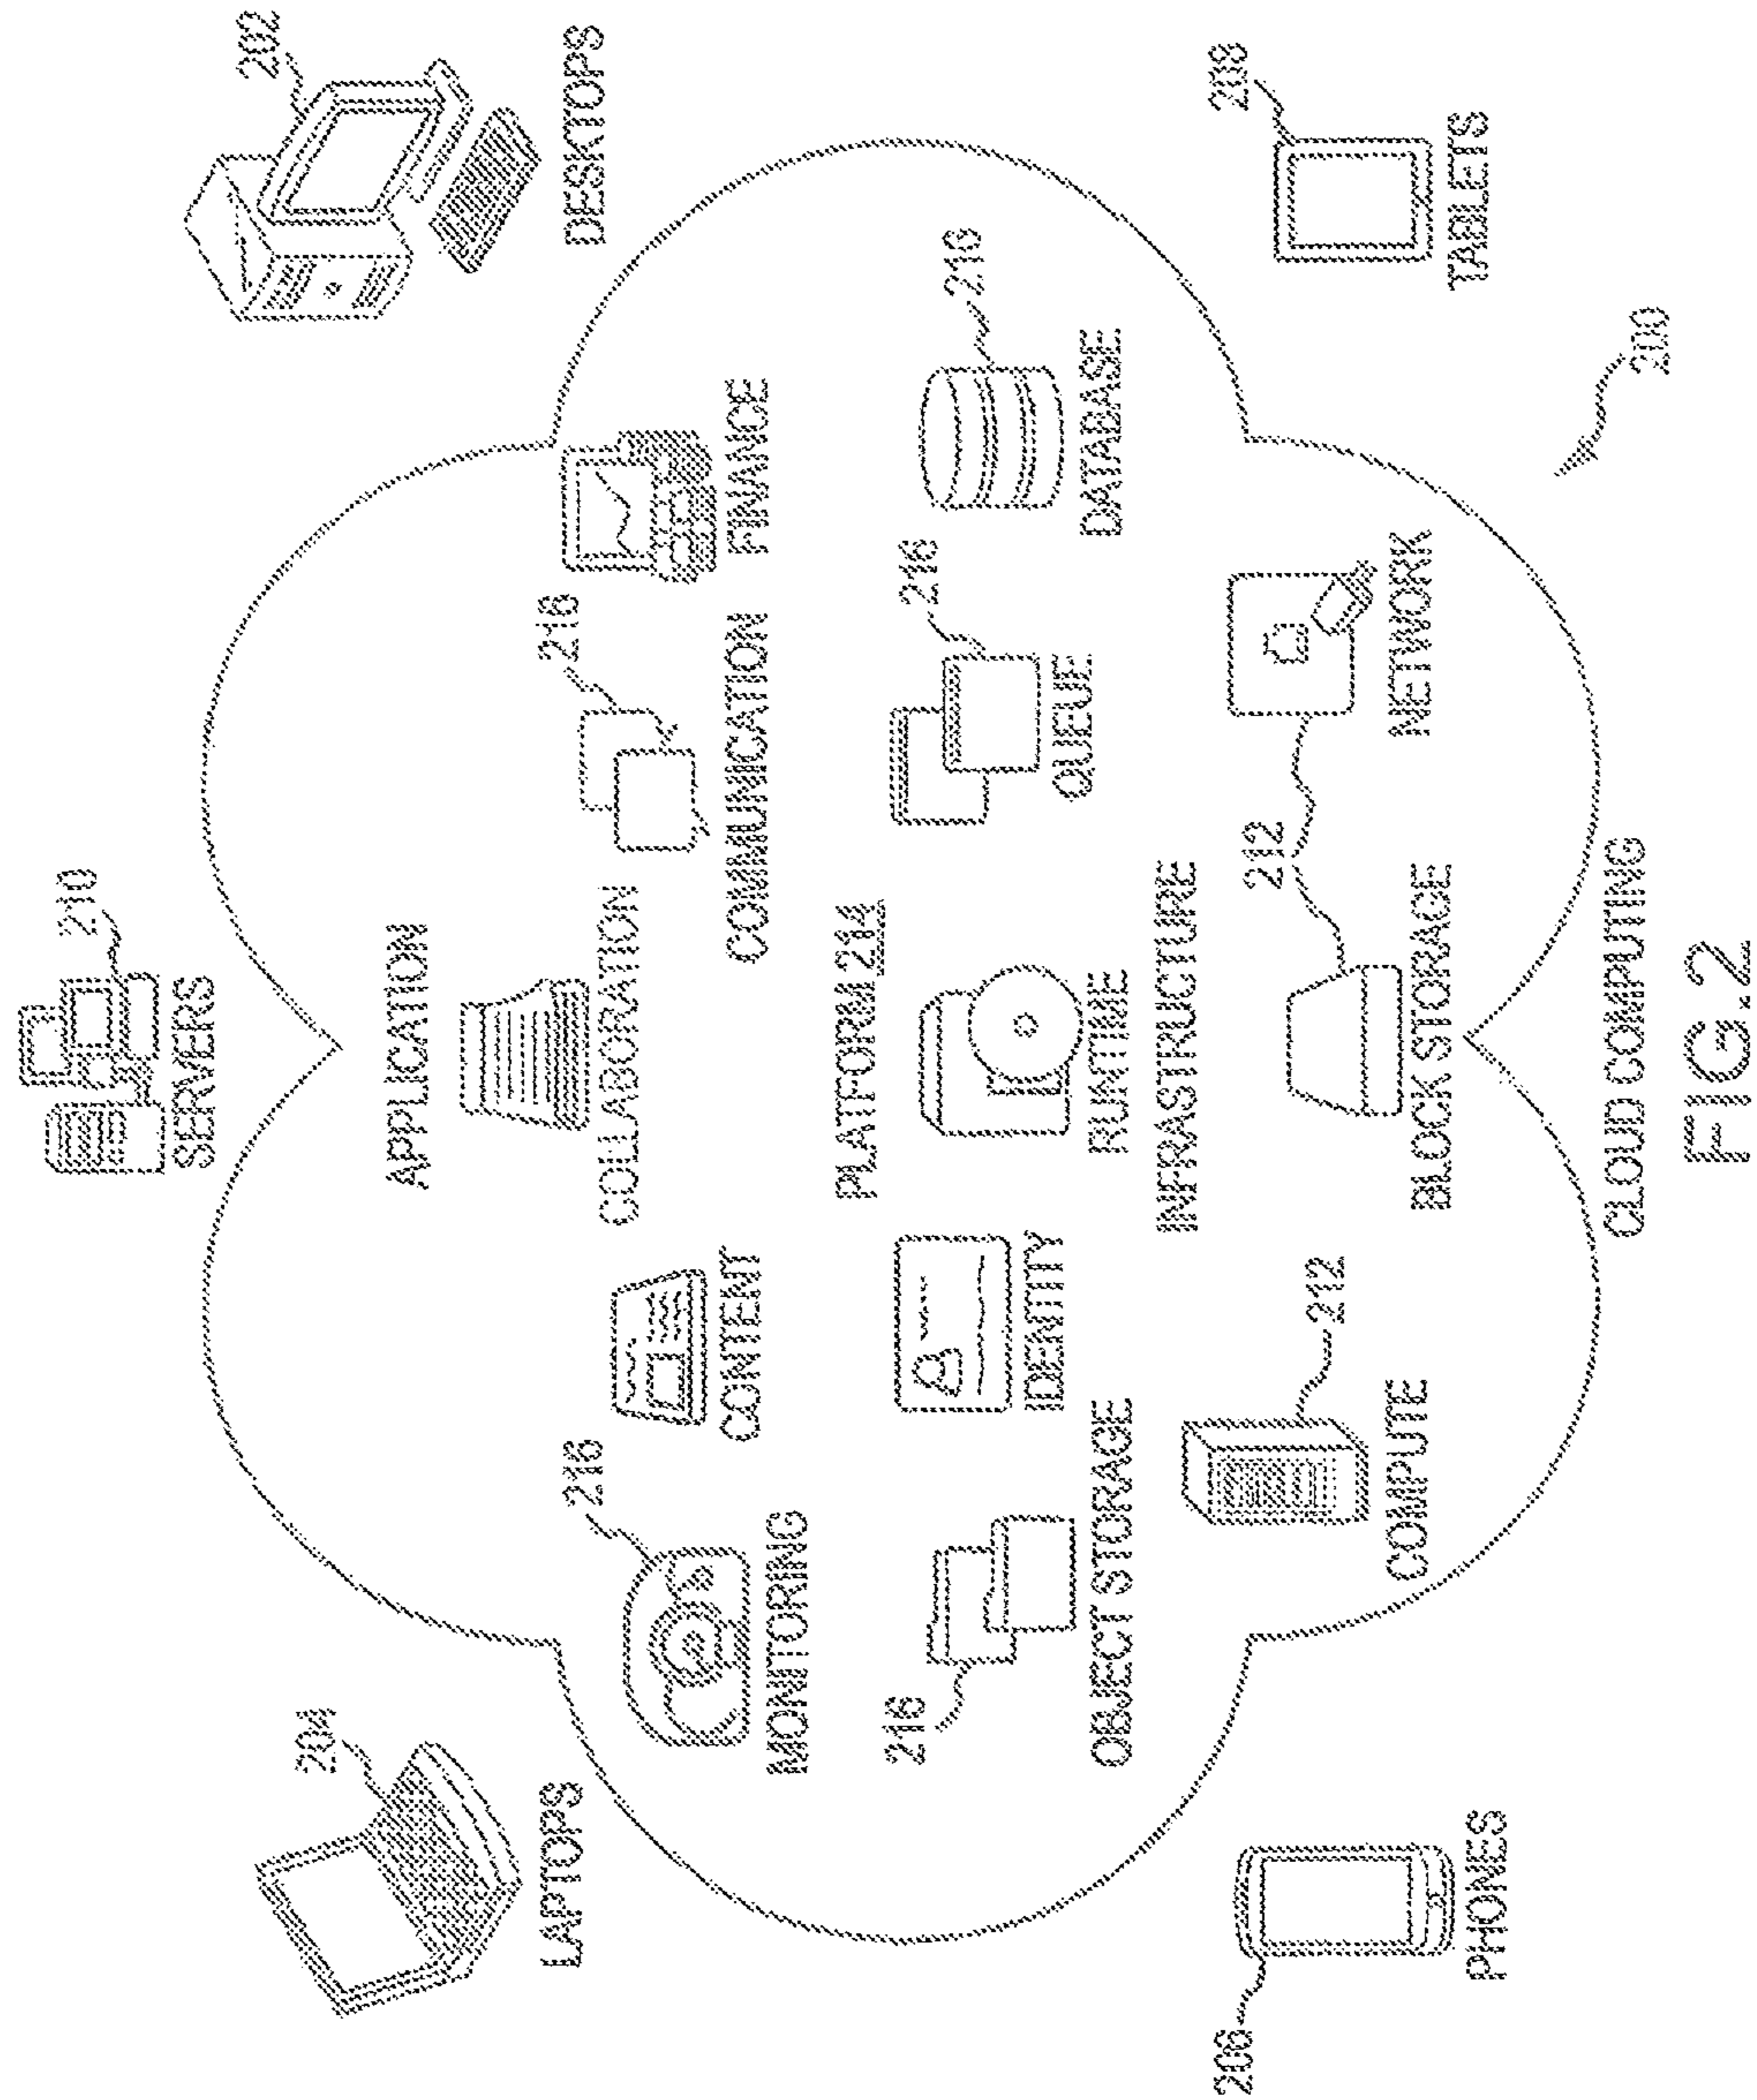 210
SERVERS
204
202
LAPTOPS
DESKTOPS
APPLICATION
218
COLLABORATION
216
CONTENT
COMMUNICATION
FINANCE
MONITORING
PLATFORM 214
216
216
216
IDENTITY
RUNTIME
QUEUE
DATABASE
OBJECT STORAGE
INFRASTRUCTURE
206
212
212
208
COMPUTE
BLOCK STORAGE
NETWORK
PHONES
TABLETS
CLOUD COMPUTING
200
FIG.2